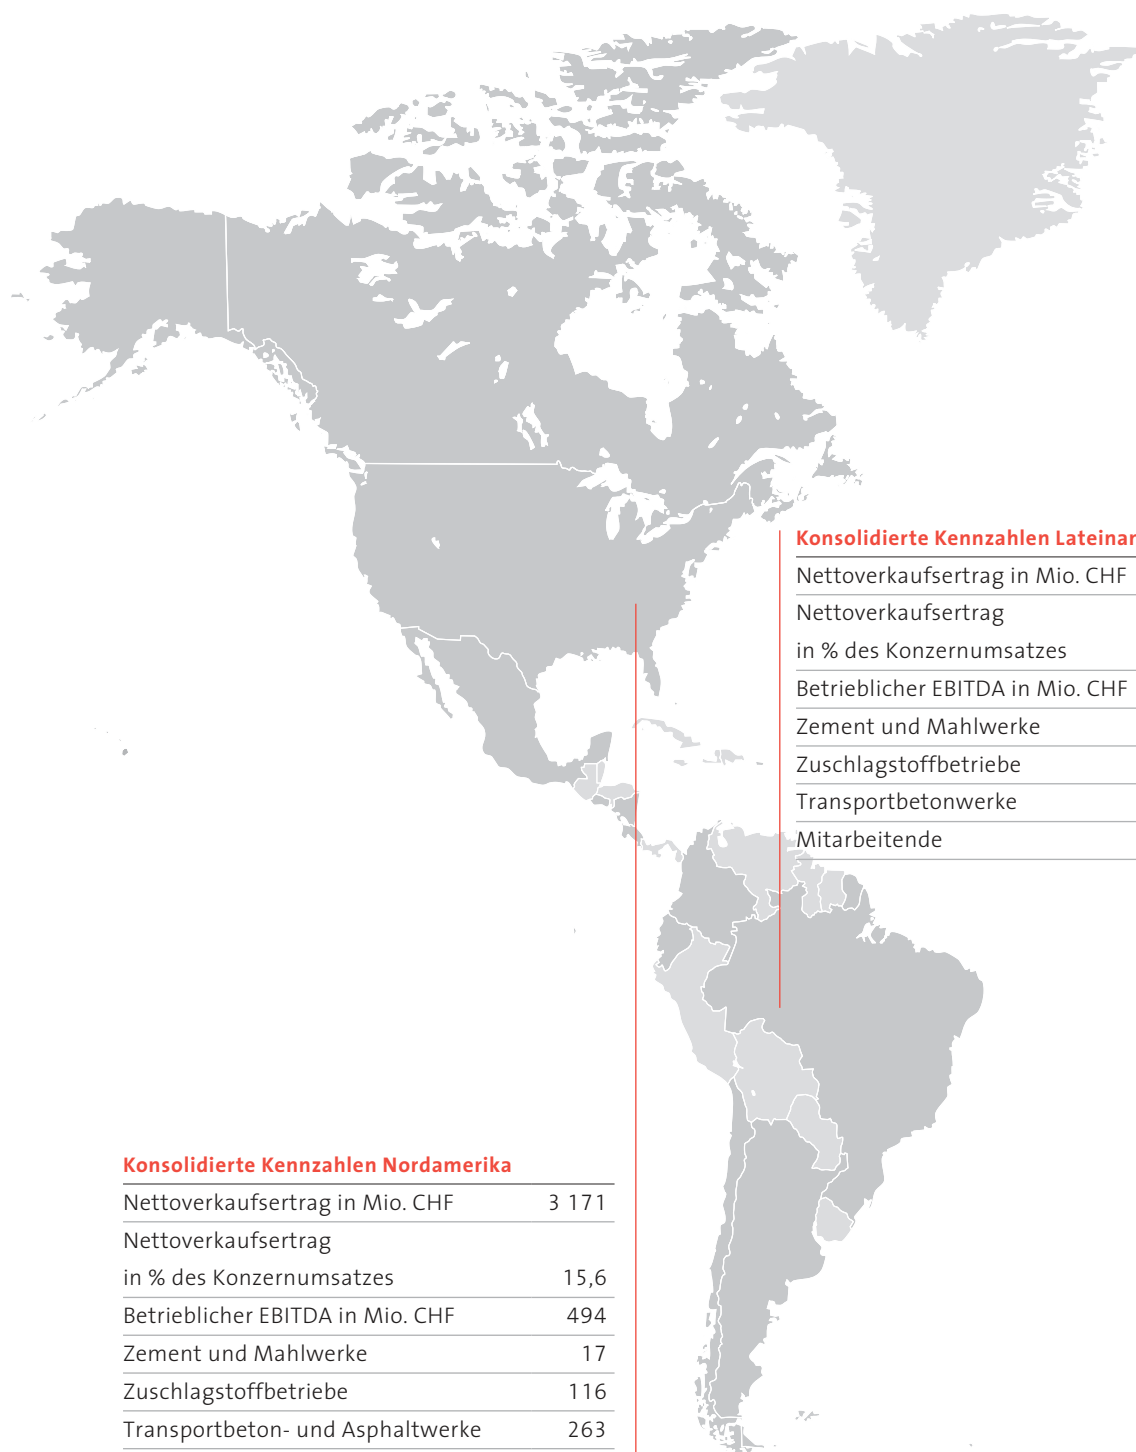 Konsolidierte Kennzahlen Lateinar
Nettoverkaufsertrag in Mio. CHF
Nettoverkaufsertrag
in % des Konzernumsatzes
Betrieblicher EBITDA in Mio. CHF
Zement und Mahlwerke
Zuschlagstoffbetriebe
Transportbetonwerke
Mitarbeitende
Konsolidierte Kennzahlen Nordamerika
Nettoverkaufsertrag in Mio. CHF 3 171
Nettoverkaufsertrag
in % des Konzernumsatzes 15,6
Betrieblicher EBITDA in Mio. CHF 494
Zement und Mahlwerke 17
Zuschlagstoffbetriebe 116
Transportbeton- und Asphaltwerke 263